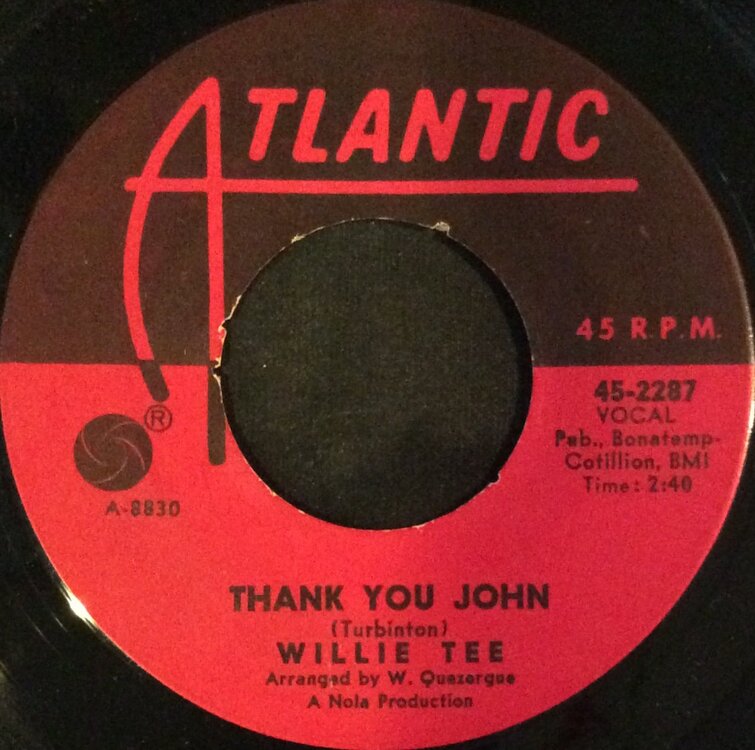 ATLANTIC
45 R.P.M.
45-2287
VOCAL
Pub., Bonatemp-
Cotillion, BMI
Time: 2:40
®
A-8830
THANK YOU JOHN
(Turbinton)
WILLIE TEE
Arranged by W. Quezergue
A Nola Production